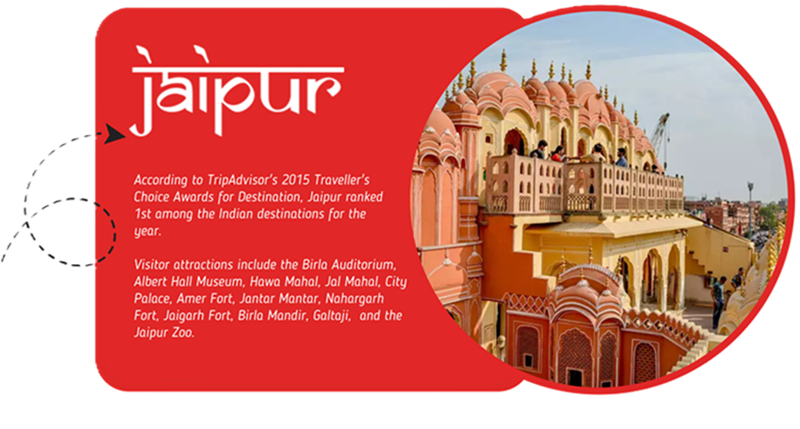 jaipur
According to TripAdvisor's 2015 Traveller's
Choice Awards for Destination, Jaipur ranked
1st among the Indian destinations for the
year.
Visitor attractions include the Birla Auditorium,
Albert Hall Museum, Hawa Mahal, Jal Mahal, City
Palace, Amer Fort, Jantar Mantar, Nahargarh
Fort, Jaigarh Fort, Birla Mandir, Galtaji, and the
Jaipur Zoo.